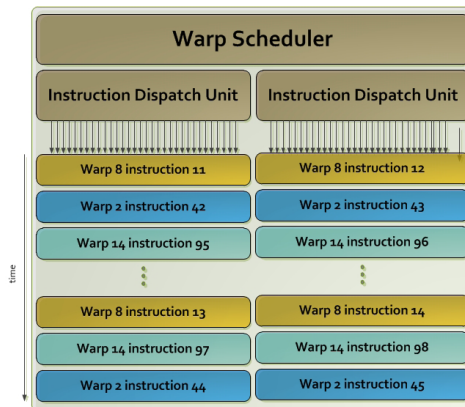 Warp Scheduler
Instruction Dispatch Unit
Instruction Dispatch Unit
Warp 8 instruction 11
Warp 8 instruction 12
Warp 2 instruction 42
Warp 2 instruction 43
Warp 14 instruction 95
Warp 14 instruction 96
time
Warp 8 instruction 13
Warp 8 instruction 14
Warp 14 instruction 97
Warp 14 instruction 98
Warp 2 instruction 44
Warp 2 instruction 45